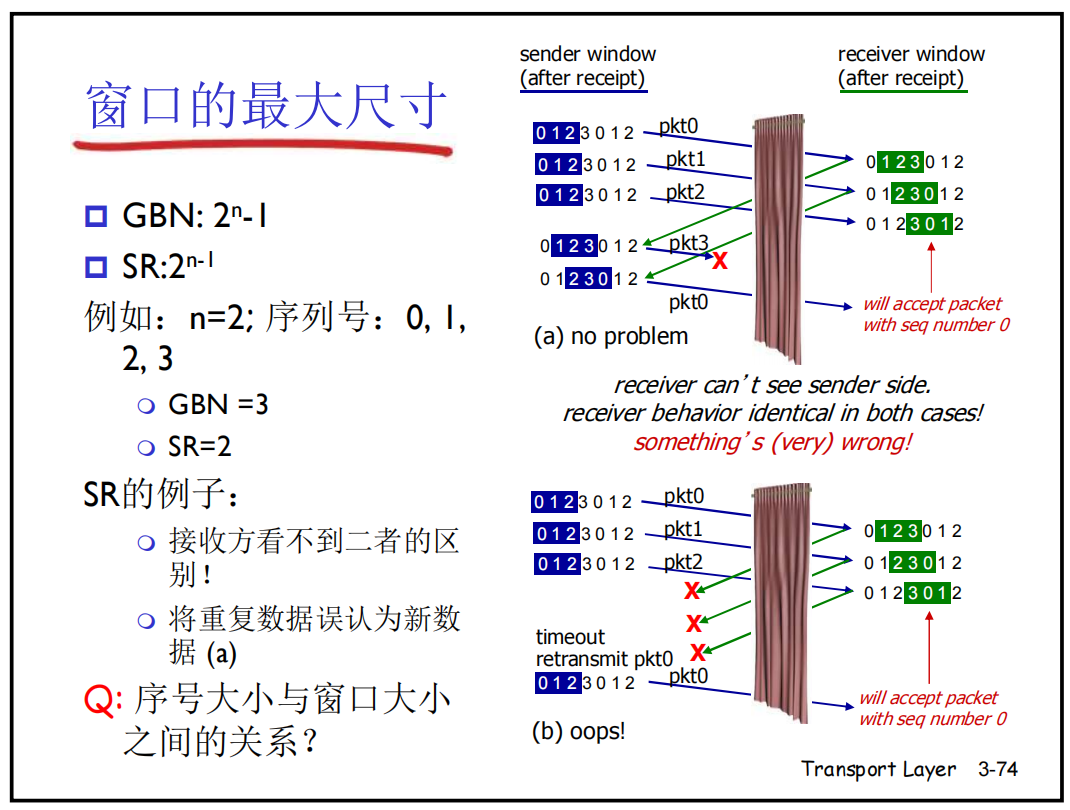 窗口的最大尺寸
GBN: 2ⁿ-1
SR:2ⁿ⁻¹
例如：n=2; 序列号：0, 1,
2, 3
GBN =3
SR=2
SR的例子：
接收方看不到二者的区
别！
将重复数据误认为新数
据 (a)
Q: 序号大小与窗口大小
之间的关系？
sender window
(after receipt)
receiver window
(after receipt)
0 1 2 3 0 1 2
pkt0
0 1 2 3 0 1 2
pkt1
0 1 2 3 0 1 2
pkt2
0 1 2 3 0 1 2
pkt3
X
0 1 2 3 0 1 2
pkt0
0 1 2 3 0 1 2
0 1 2 3 0 1 2
0 1 2 3 0 1 2
will accept packet
with seq number 0
(a) no problem
receiver can’t see sender side.
receiver behavior identical in both cases!
something’s (very) wrong!
0 1 2 3 0 1 2
pkt0
0 1 2 3 0 1 2
pkt1
0 1 2 3 0 1 2
pkt2
X
X
X
timeout
retransmit pkt0
0 1 2 3 0 1 2
pkt0
0 1 2 3 0 1 2
0 1 2 3 0 1 2
0 1 2 3 0 1 2
will accept packet
with seq number 0
(b) oops!
Transport Layer 3-74